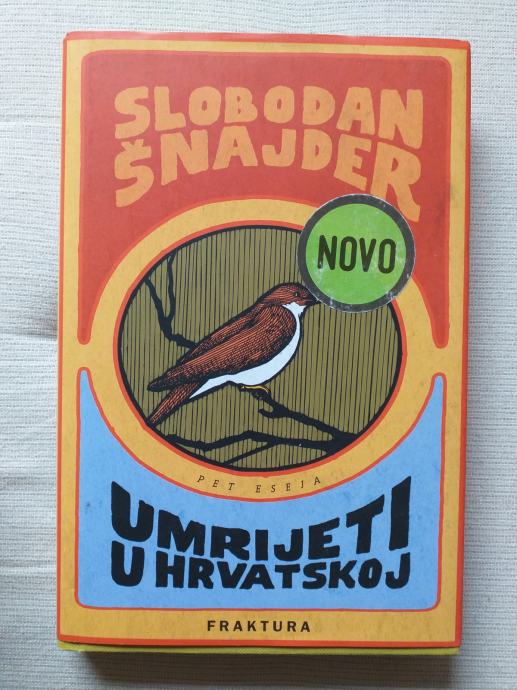 SLOBODAN
ŠNAJDER
NOVO
PET ESEJA
UMRIJETI
U HRVATSKOJ
FRAKTURA